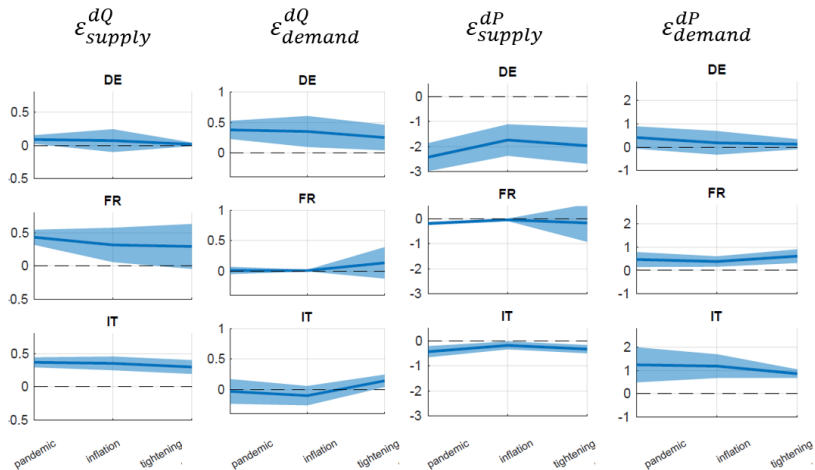 ε_supply^dQ ε_demand^dQ ε_supply^dP ε_demand^dP
DE DE DE DE
0.5 0 -0.5
1 0.5 0
0 -1 -2 -3
2 1 0 -1
FR FR FR FR
0.5 0 -0.5
1 0.5 0
0 -1 -2 -3
2 1 0 -1
IT IT IT IT
0.5 0 -0.5
1 0.5 0
0 -1 -2 -3
2 1 0 -1
pandemic inflation tightening pandemic inflation tightening pandemic inflation tightening pandemic inflation tightening